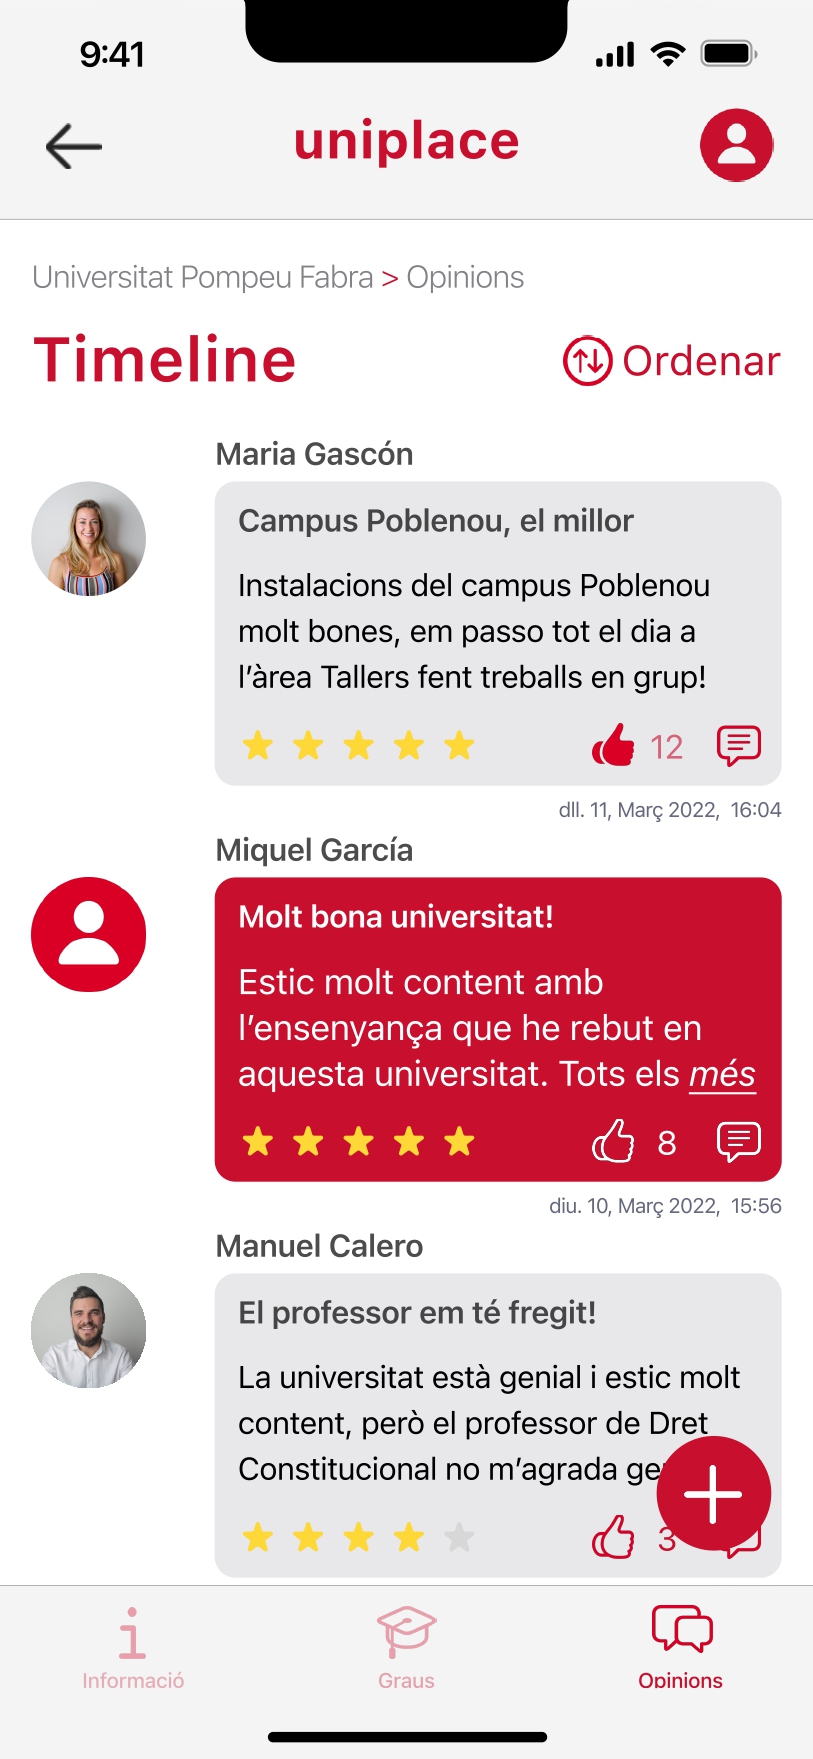 9:41
uniplace
Universitat Pompeu Fabra > Opinions
Timeline
Ordenar
Maria Gascón
Campus Poblenou, el millor
Instalacions del campus Poblenou
molt bones, em passo tot el dia a
l’àrea Tallers fent treballs en grup!
12
dll. 11, Març 2022, 16:04
Miquel García
Molt bona universitat!
Estic molt content amb
l’ensenyança que he rebut en
aquesta universitat. Tots els més
8
diu. 10, Març 2022, 15:56
Manuel Calero
El professor em té fregit!
La universitat està genial i estic molt
content, però el professor de Dret
Constitucional no m’agrada
3
Informació
Graus
Opinions